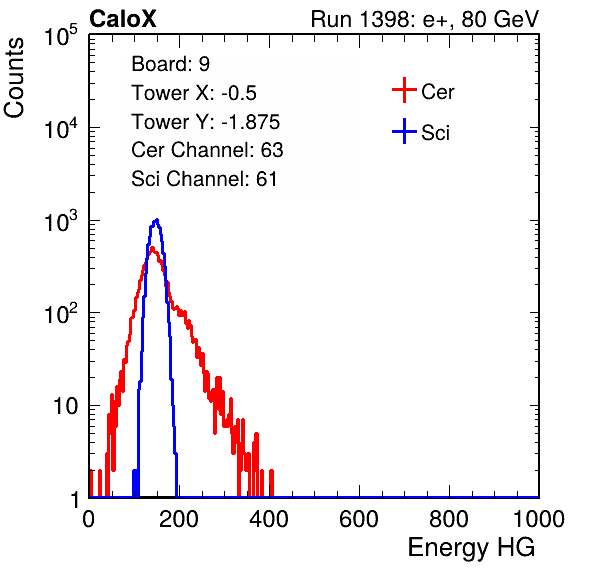 CaloX Run 1398: e+, 80 GeV
Counts
Board: 9
Tower X: -0.5
Tower Y: -1.875
Cer Channel: 63
Sci Channel: 61
Cer
Sci
10^5
10^4
10^3
10^2
10
1
0 200 400 600 800 1000
Energy HG